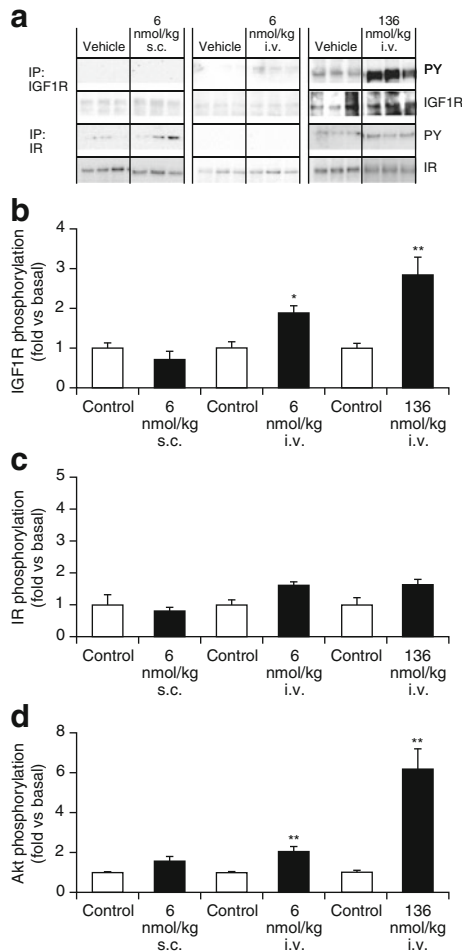 a
6 6 136
nmol/kg nmol/kg nmol/kg
Vehicle s.c. Vehicle i.v. Vehicle i.v.
IP: PY
IGF1R
IGF1R
IP: PY
IR
IR
b
IGF1R phosphorylation
(fold vs basal)
4
3
2
1
0
*
**
Control 6 Control 6 Control 136
nmol/kg nmol/kg nmol/kg
s.c. i.v. i.v.
c
IR phosphorylation
(fold vs basal)
5
4
3
2
1
0
Control 6 Control 6 Control 136
nmol/kg nmol/kg nmol/kg
s.c. i.v. i.v.
d
Akt phosphorylation
(fold vs basal)
8
6
4
2
0
**
**
Control 6 Control 6 Control 136
nmol/kg nmol/kg nmol/kg
s.c. i.v. i.v.